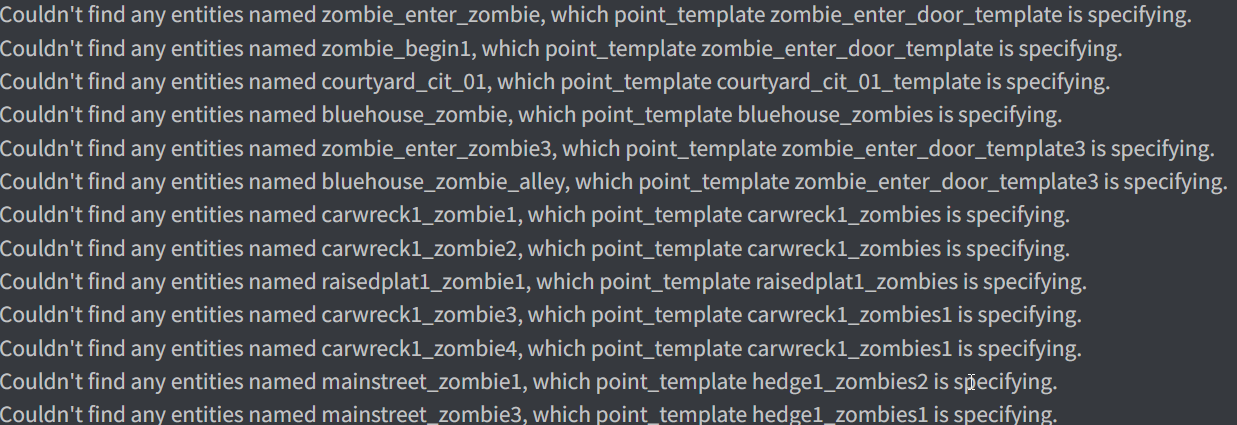 Couldn't find any entities named zombie_enter_zombie, which point_template zombie_enter_door_template is specifying.
Couldn't find any entities named zombie_begin1, which point_template zombie_enter_door_template is specifying.
Couldn't find any entities named courtyard_cit_01, which point_template courtyard_cit_01_template is specifying.
Couldn't find any entities named bluehouse_zombie, which point_template bluehouse_zombies is specifying.
Couldn't find any entities named zombie_enter_zombie3, which point_template zombie_enter_door_template3 is specifying.
Couldn't find any entities named bluehouse_zombie_alley, which point_template zombie_enter_door_template3 is specifying.
Couldn't find any entities named carwreck1_zombie1, which point_template carwreck1_zombies is specifying.
Couldn't find any entities named carwreck1_zombie2, which point_template carwreck1_zombies is specifying.
Couldn't find any entities named raisedplat1_zombie1, which point_template raisedplat1_zombies is specifying.
Couldn't find any entities named carwreck1_zombie3, which point_template carwreck1_zombies1 is specifying.
Couldn't find any entities named carwreck1_zombie4, which point_template carwreck1_zombies1 is specifying.
Couldn't find any entities named mainstreet_zombie1, which point_template hedge1_zombies2 is specifying.
Couldn't find any entities named mainstreet_zombie3, which point_template hedge1_zombies1 is specifying.